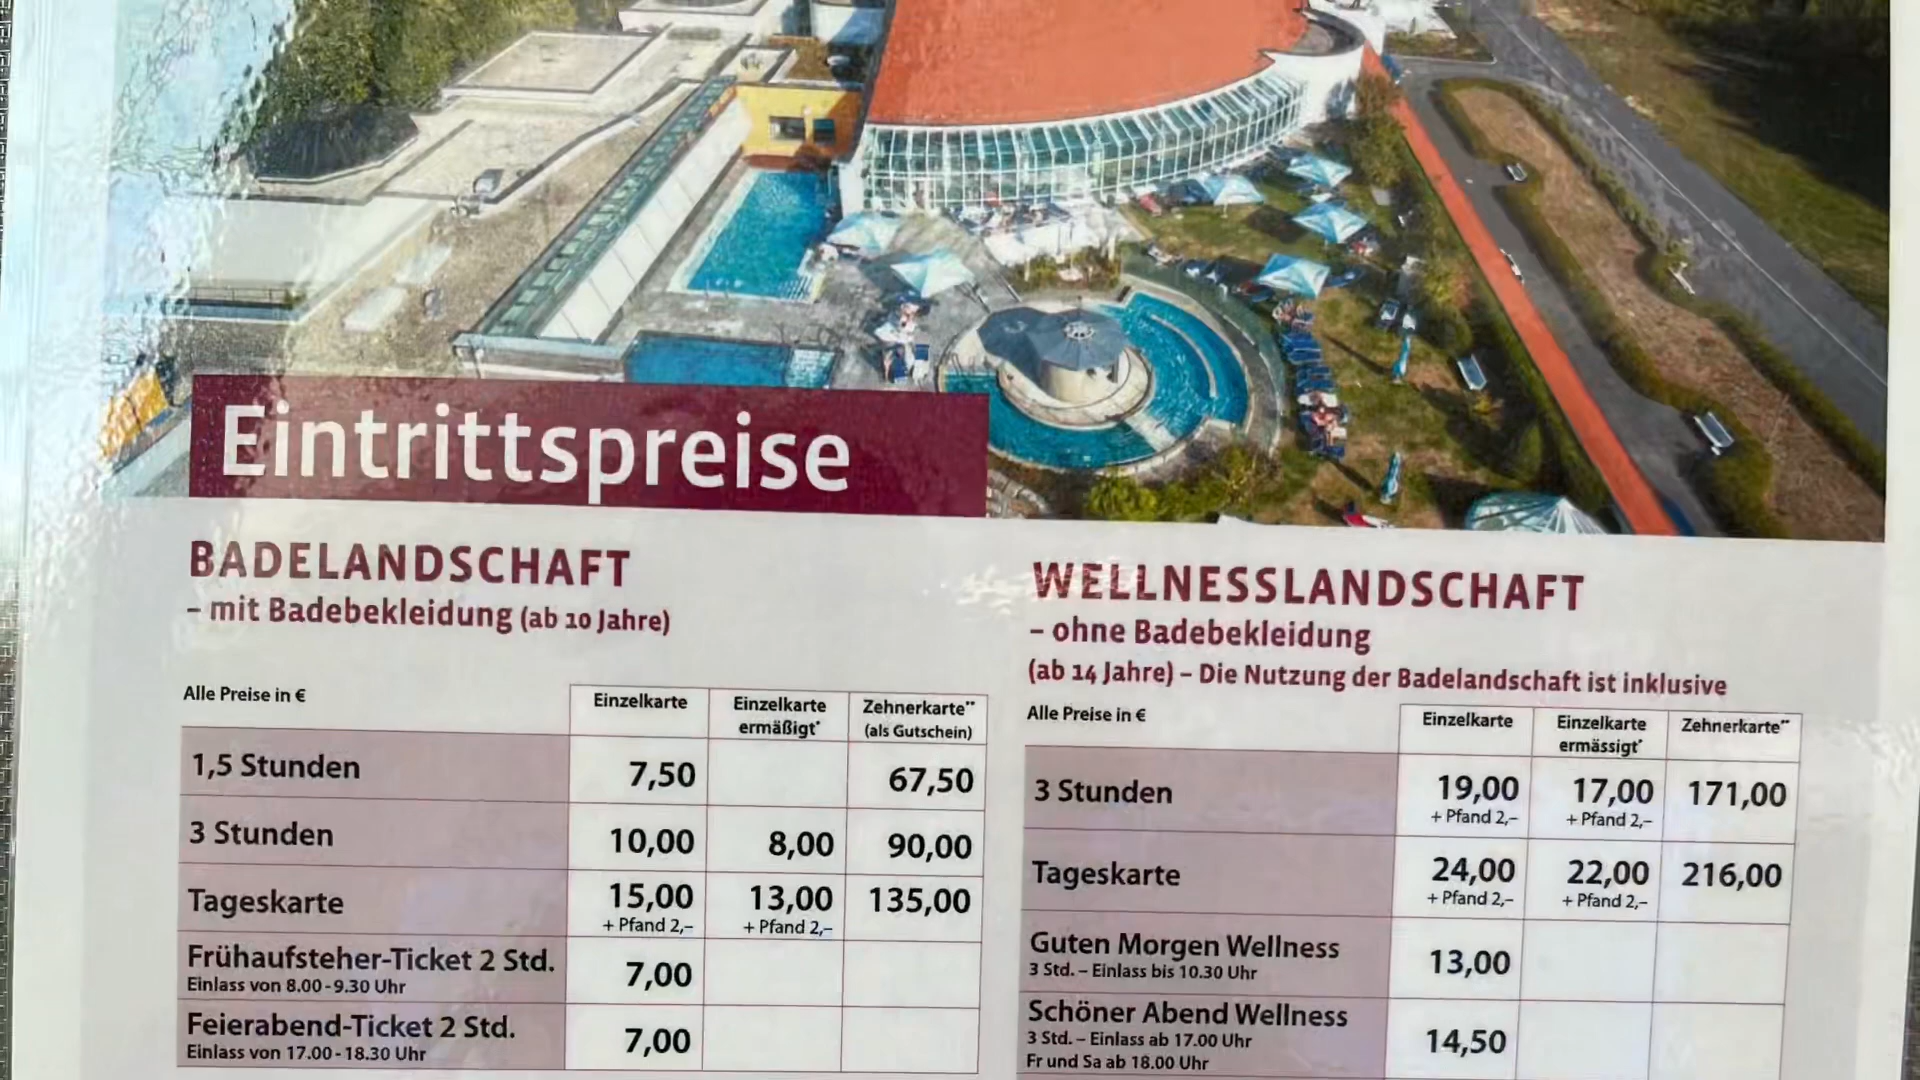 Eintrittspreise
BADELANDSCHAFT
– mit Badebekleidung (ab 10 Jahre)
Alle Preise in €
Einzelkarte
Einzelkarte
ermäßigt*
Zehnerkarte**
(als Gutschein)
1,5 Stunden
7,50
67,50
3 Stunden
10,00
8,00
90,00
Tageskarte
15,00
+ Pfand 2,–
13,00
+ Pfand 2,–
135,00
Frühaufsteher-Ticket 2 Std.
Einlass von 8.00-9.30 Uhr
7,00
Feierabend-Ticket 2 Std.
Einlass von 17.00-18.30 Uhr
7,00
WELLNESSLANDSCHAFT
– ohne Badebekleidung
(ab 14 Jahre) – Die Nutzung der Badelandschaft ist inklusive
Alle Preise in €
Einzelkarte
Einzelkarte
ermässigt*
Zehnerkarte**
3 Stunden
19,00
+ Pfand 2,–
17,00
+ Pfand 2,–
171,00
Tageskarte
24,00
+ Pfand 2,–
22,00
+ Pfand 2,–
216,00
Guten Morgen Wellness
3 Std. – Einlass bis 10.30 Uhr
13,00
Schöner Abend Wellness
3 Std. – Einlass ab 17.00 Uhr
Fr und Sa ab 18.00 Uhr
14,50